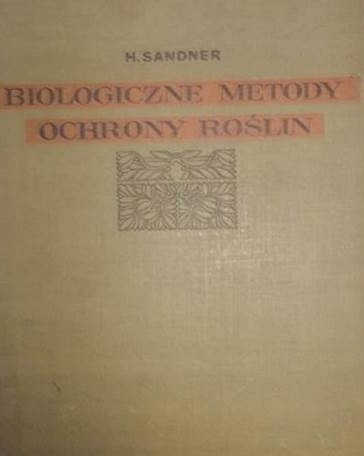 H. SANDNER
BIOLOGICZNE METODY
OCHRONY ROŚLIN